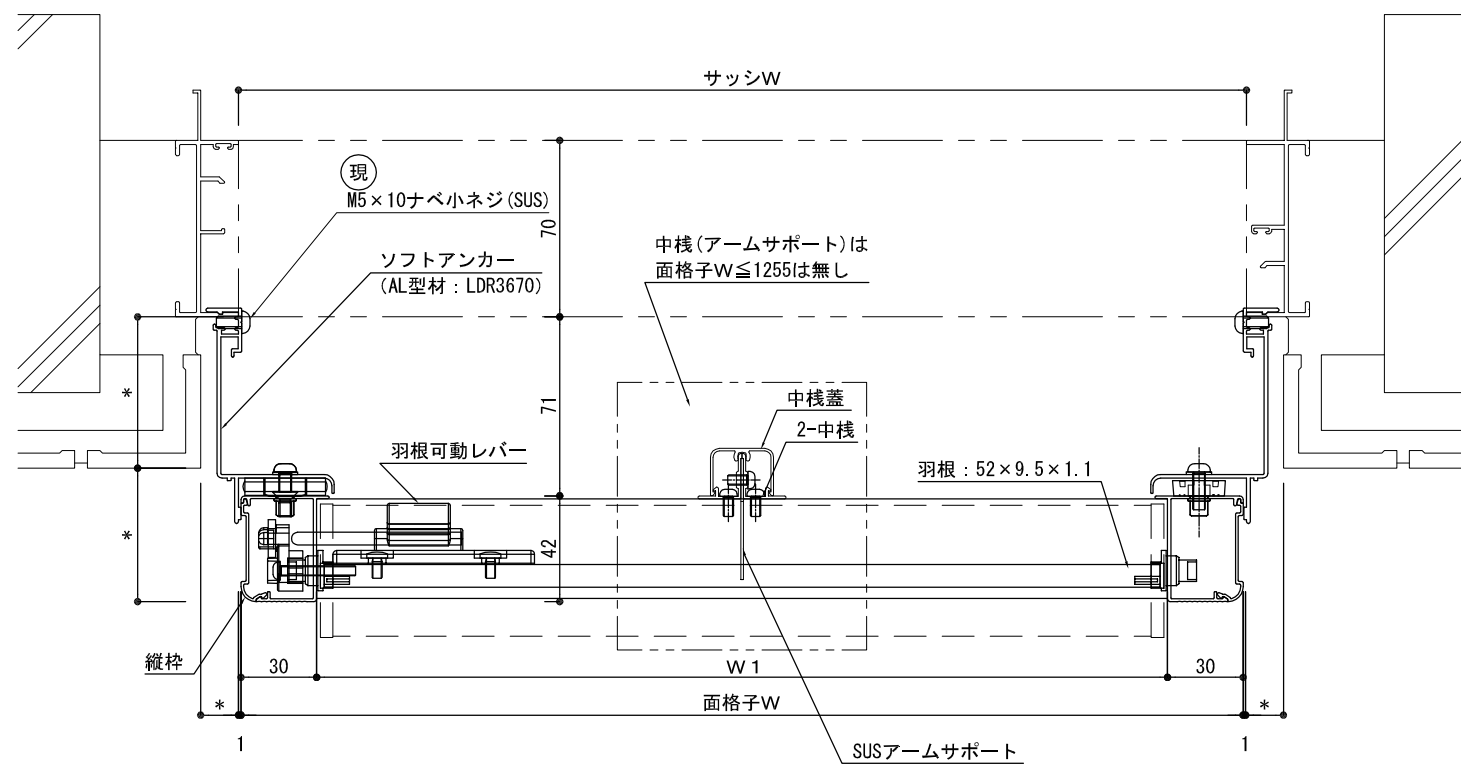 サッシW
現
M5×10ナベ小ネジ(SUS)
70
中桟(アームサポート)は
面格子W≦1255は無し
ソフトアンカー
(AL型材：LDR3670)
*
71
中桟蓋
2-中桟
羽根可動レバー
羽根：52×9.5×1.1
*
42
縦枠
30
W1
30
*
面格子W
*
1
1
SUSアームサポート